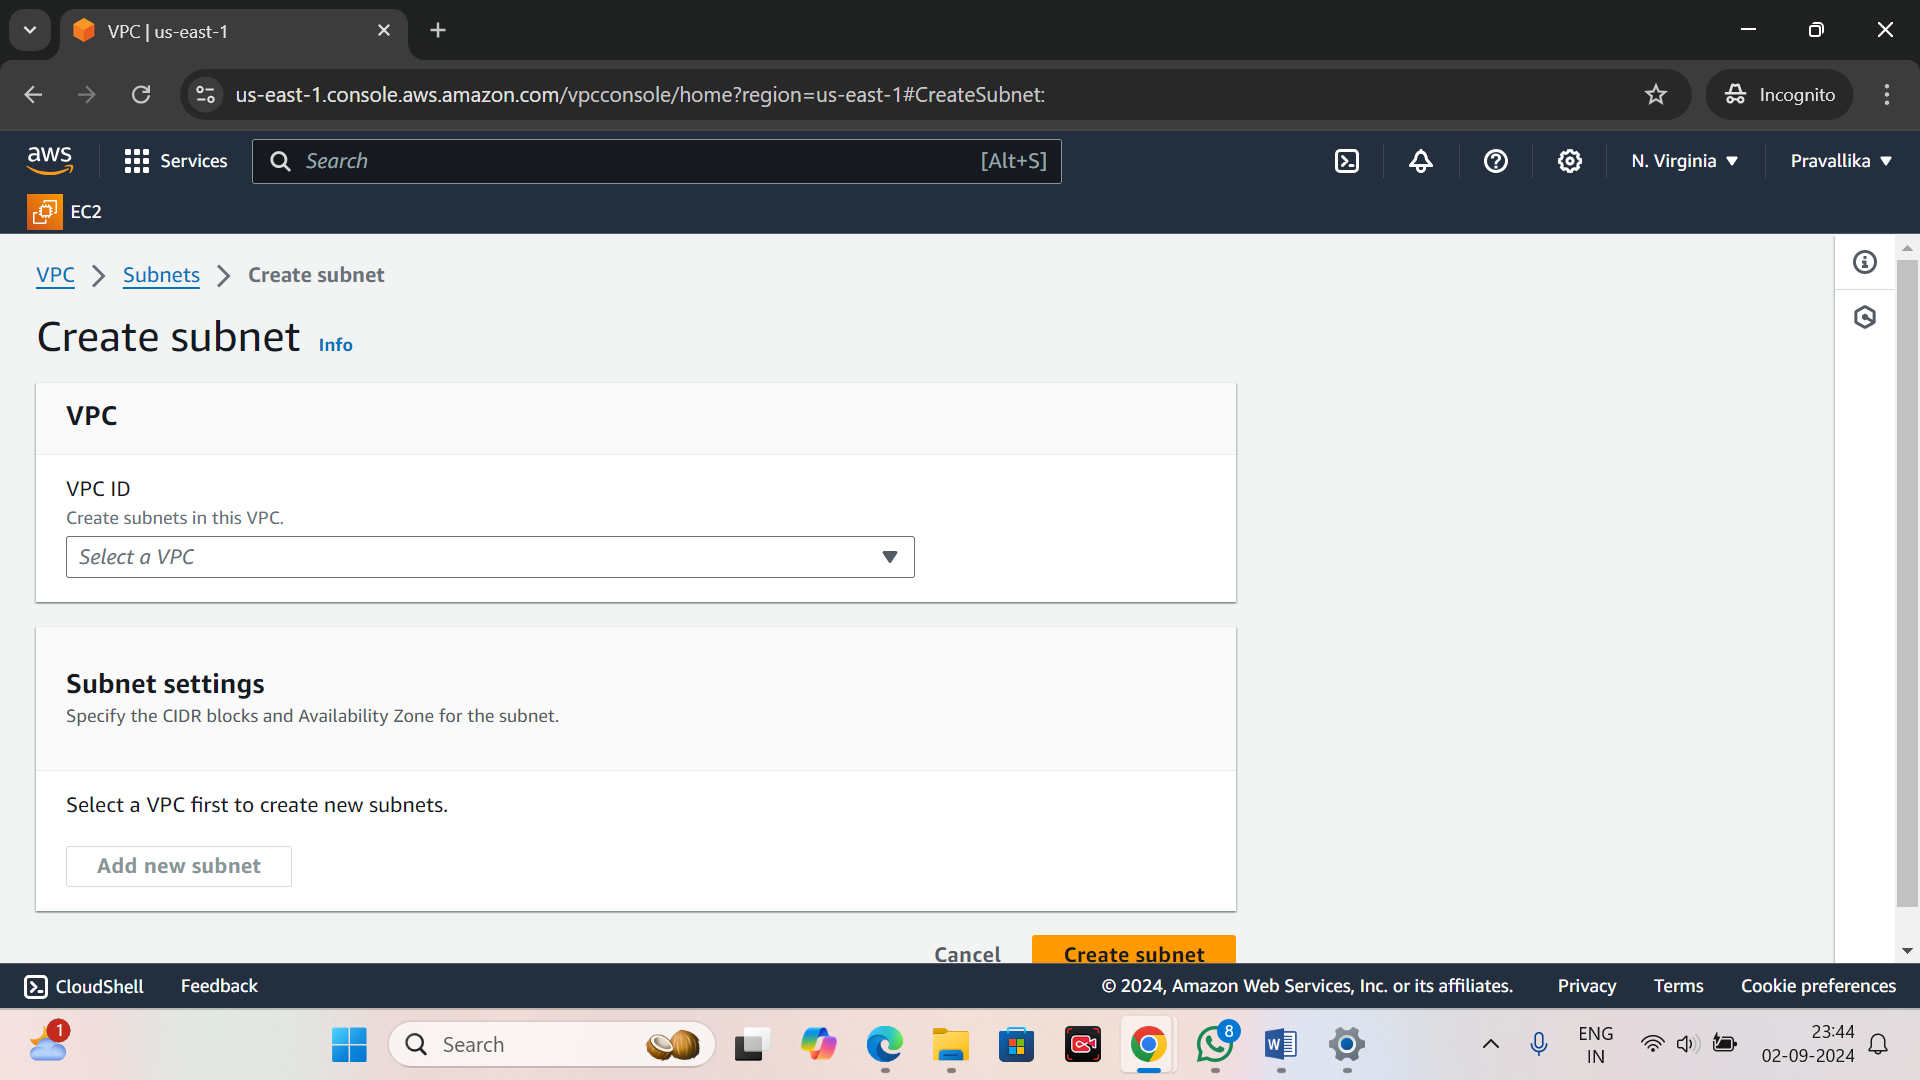 VPC | us-east-1
us-east-1.console.aws.amazon.com/vpcconsole/home?region=us-east-1#CreateSubnet:
Incognito
aws
Services
Search
[Alt+S]
N. Virginia
Pravallika
EC2
VPC
Subnets
Create subnet
Create subnet Info
VPC
VPC ID
Create subnets in this VPC.
Select a VPC
Subnet settings
Specify the CIDR blocks and Availability Zone for the subnet.
Select a VPC first to create new subnets.
Add new subnet
Cancel
Create subnet
CloudShell
Feedback
© 2024, Amazon Web Services, Inc. or its affiliates.
Privacy
Terms
Cookie preferences
1
Search
8
W
ENG
IN
23:44
02-09-2024